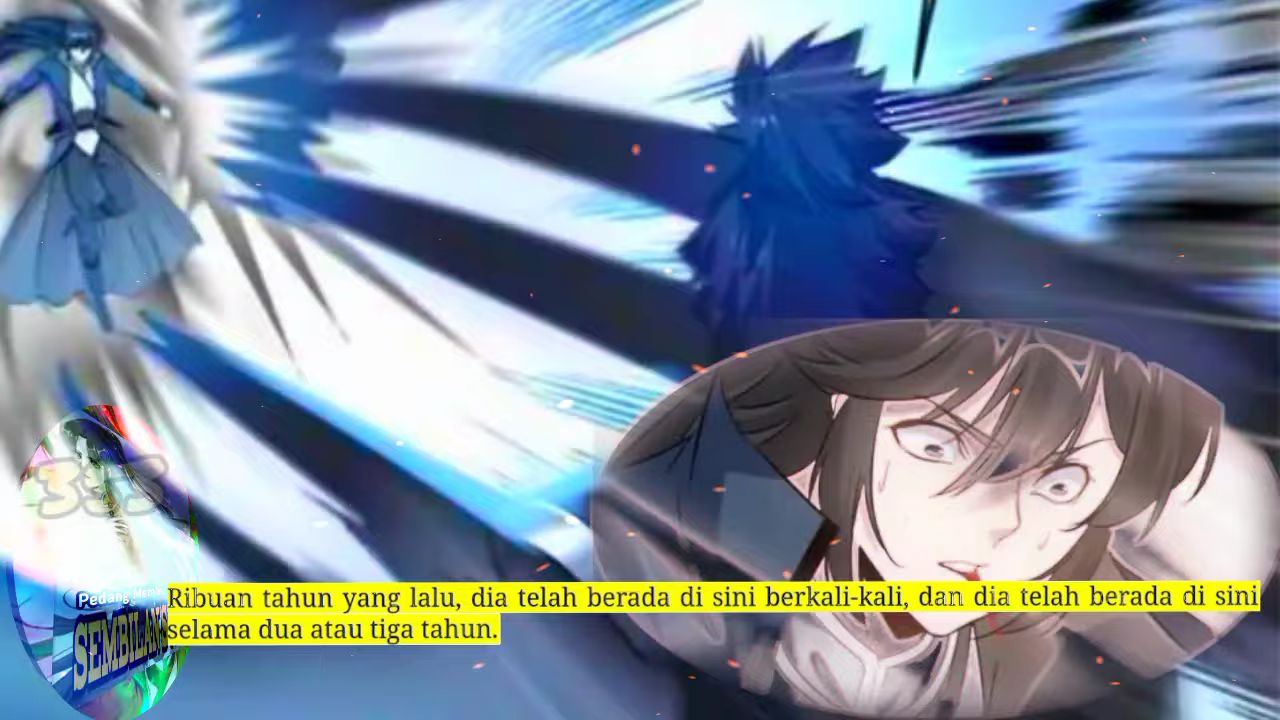 355
Pedang
SEMBILAN
Ribuan tahun yang lalu, dia telah berada di sini berkali-kali, dan dia telah berada di sini
selama dua atau tiga tahun.